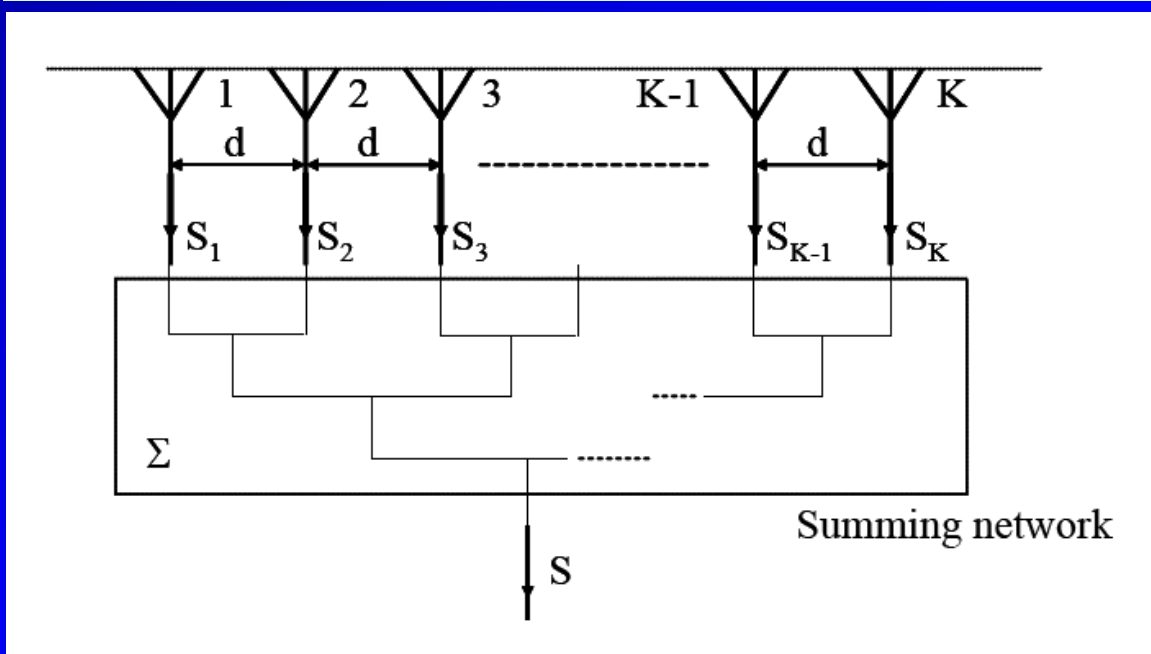 1 2 3 K-1 K
d d d
S1 S2 S3 SK-1 SK
Σ
Summing network
S